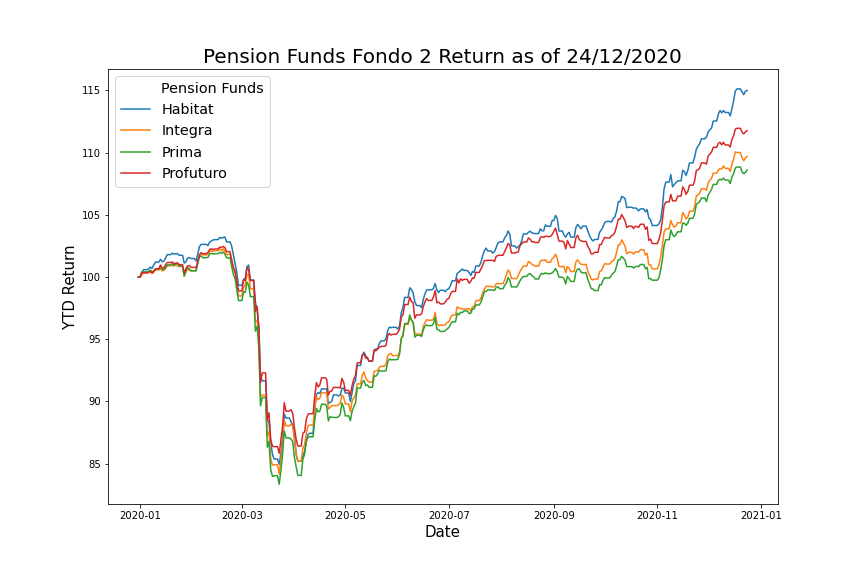 Pension Funds Fondo 2 Return as of 24/12/2020
Pension Funds
Habitat
Integra
Prima
Profuturo
115
110
105
100
95
90
85
YTD Return
2020-01 2020-03 2020-05 2020-07 2020-09 2020-11 2021-01
Date